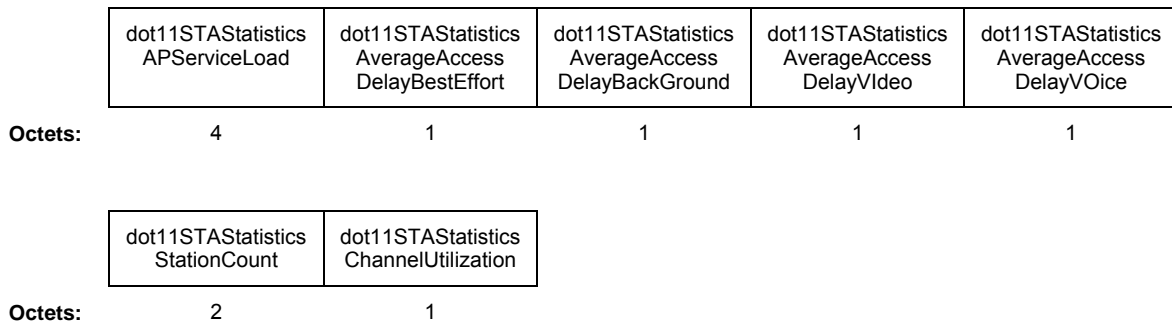 dot11STAStatistics APServiceLoad
dot11STAStatistics AverageAccess DelayBestEffort
dot11STAStatistics AverageAccess DelayBackGround
dot11STAStatistics AverageAccess DelayVIdeo
dot11STAStatistics AverageAccess DelayVOice
Octets: 4 1 1 1 1
dot11STAStatistics StationCount
dot11STAStatistics ChannelUtilization
Octets: 2 1